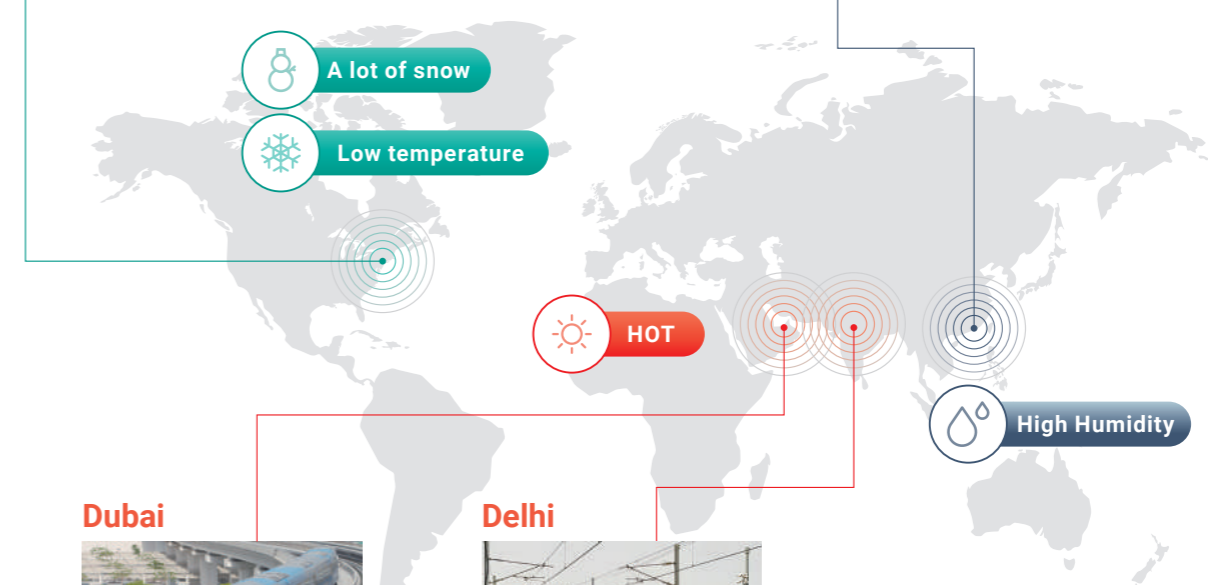 A lot of snow
Low temperature
HOT
High Humidity
Dubai
Delhi